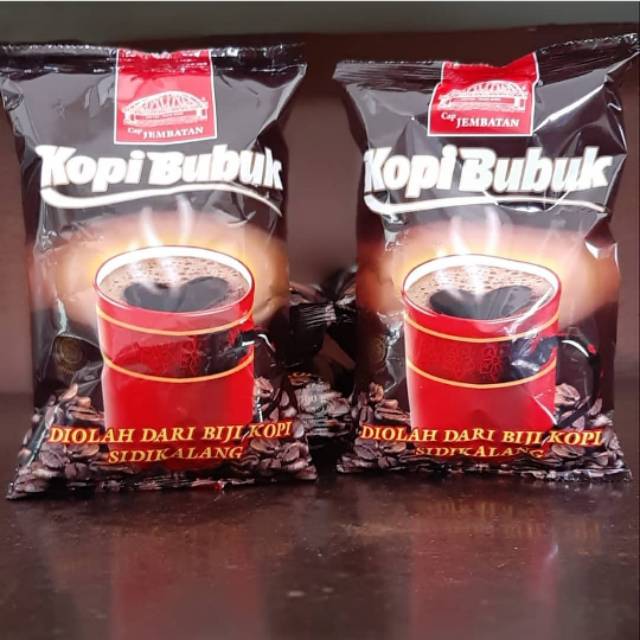 Cap JEMBATAN
Kopi Bubuk
DIOLAH DARI BIJI KOPI
SIDIKALANG
Cap JEMBATAN
Kopi Bubuk
DIOLAH DARI BIJI KOPI
SIDIKALANG